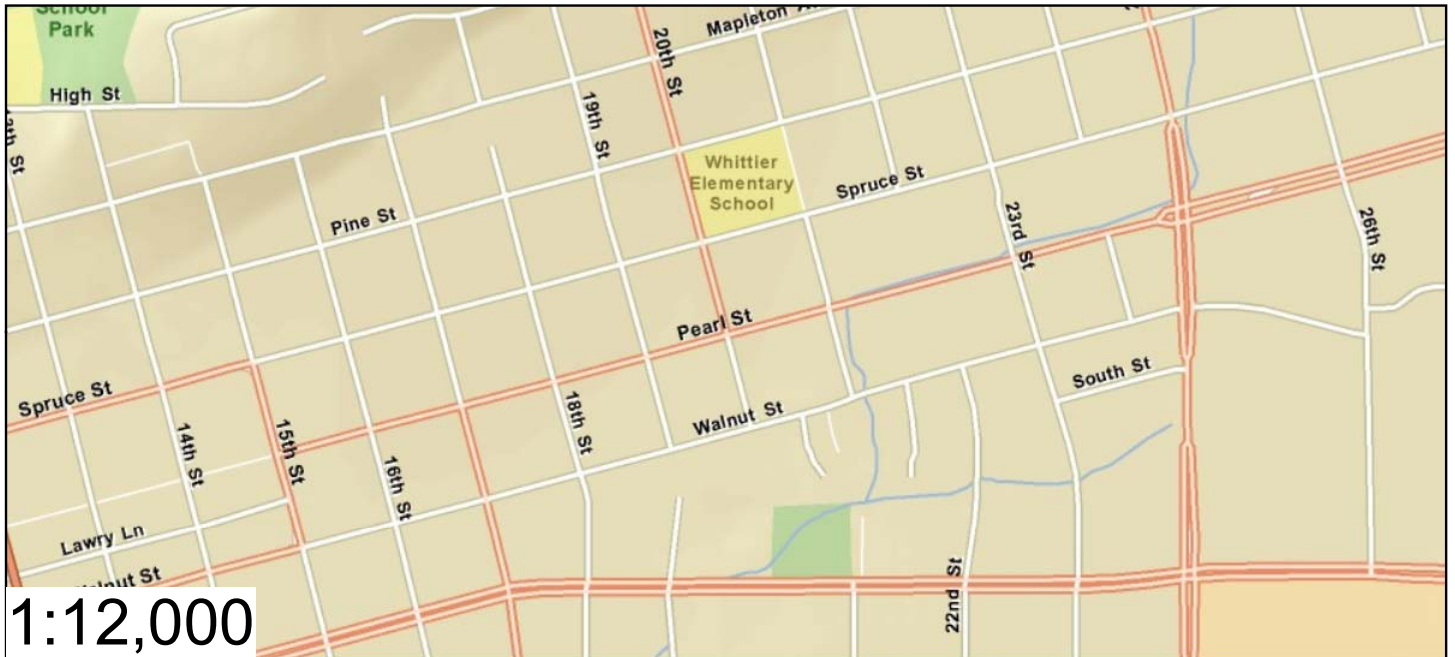 School
Park
Mapleton
20th St
High St
19th St
Whittier
Elementary
School
Spruce St
Pine St
23rd St
26th St
Pearl St
South St
Spruce St
18th St
Walnut St
14th St
15th St
16th St
Lawry Ln
St
22nd St
1:12,000